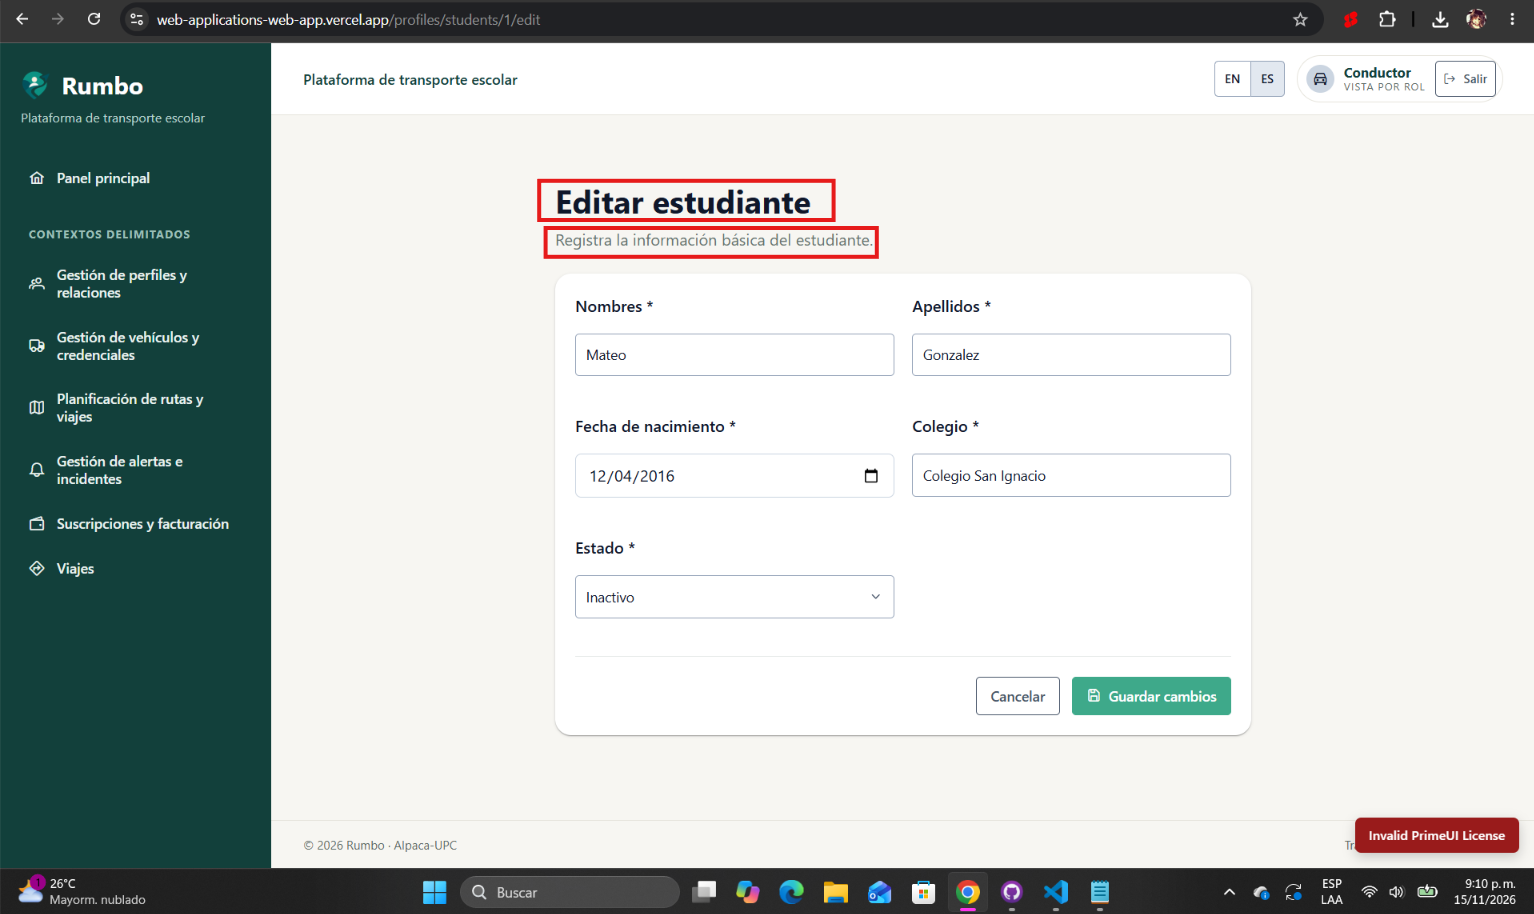 web-applications-web-app.vercel.app/profiles/students/1/edit
Rumbo
Plataforma de transporte escolar
Panel principal
CONTEXTOS DELIMITADOS
Gestión de perfiles y
relaciones
Gestión de vehículos y
credenciales
Planificación de rutas y
viajes
Gestión de alertas e
incidentes
Suscripciones y facturación
Viajes
Plataforma de transporte escolar
EN
ES
Conductor
VISTA POR ROL
Salir
Editar estudiante
Registra la información básica del estudiante.
Nombres *
Apellidos *
Mateo
Gonzalez
Fecha de nacimiento *
Colegio *
12/04/2016
Colegio San Ignacio
Estado *
Inactivo
Cancelar
Guardar cambios
© 2026 Rumbo · Alpaca-UPC
Invalid PrimeUI License
1
26°C
Mayorm. nublado
Buscar
ESP
LAA
9:10 p. m.
15/11/2026